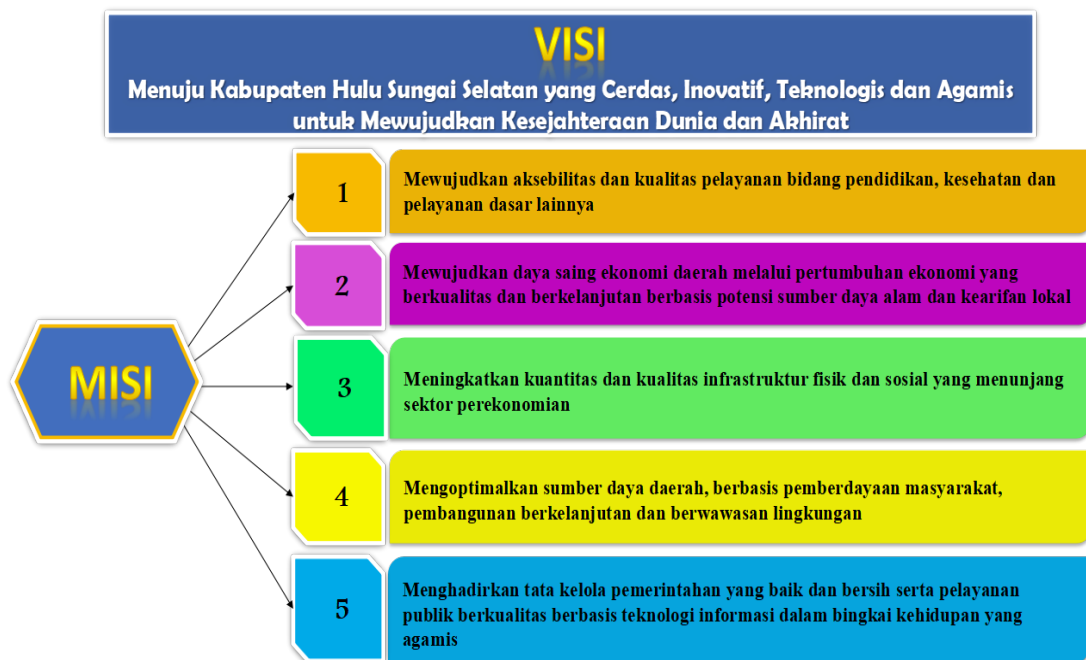 VISI
Menuju Kabupaten Hulu Sungai Selatan yang Cerdas, Inovatif, Teknologis dan Agamis
untuk Mewujudkan Kesejahteraan Dunia dan Akhirat
MISI
1
Mewujudkan aksebilitas dan kualitas pelayanan bidang pendidikan, kesehatan dan
pelayanan dasar lainnya
2
Mewujudkan daya saing ekonomi daerah melalui pertumbuhan ekonomi yang
berkualitas dan berkelanjutan berbasis potensi sumber daya alam dan kearifan lokal
3
Meningkatkan kuantitas dan kualitas infrastruktur fisik dan sosial yang menunjang
sektor perekonomian
4
Mengoptimalkan sumber daya daerah, berbasis pemberdayaan masyarakat,
pembangunan berkelanjutan dan berwawasan lingkungan
5
Menghadirkan tata kelola pemerintahan yang baik dan bersih serta pelayanan
publik berkualitas berbasis teknologi informasi dalam bingkai kehidupan yang
agamis